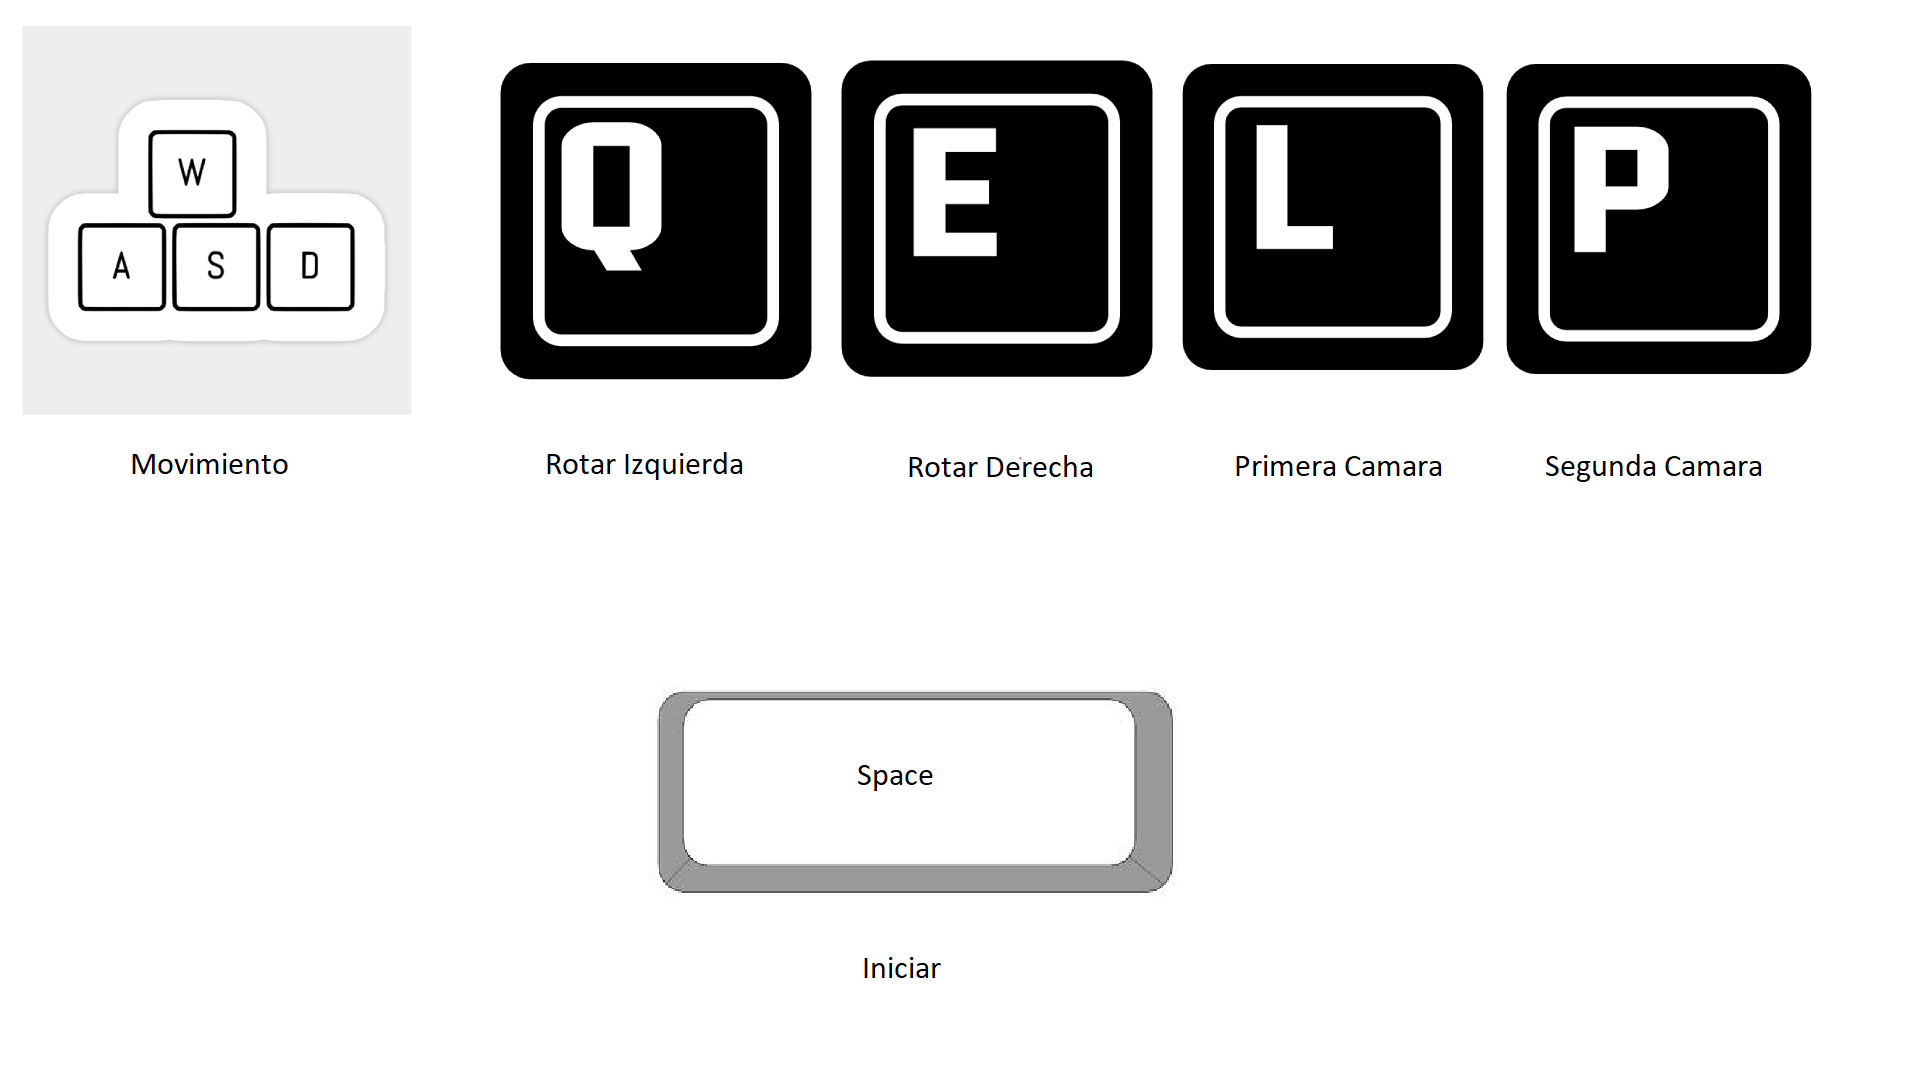 W
A S D
Q
E
L
P
Movimiento
Rotar Izquierda
Rotar Derecha
Primera Camara
Segunda Camara
Space
Iniciar